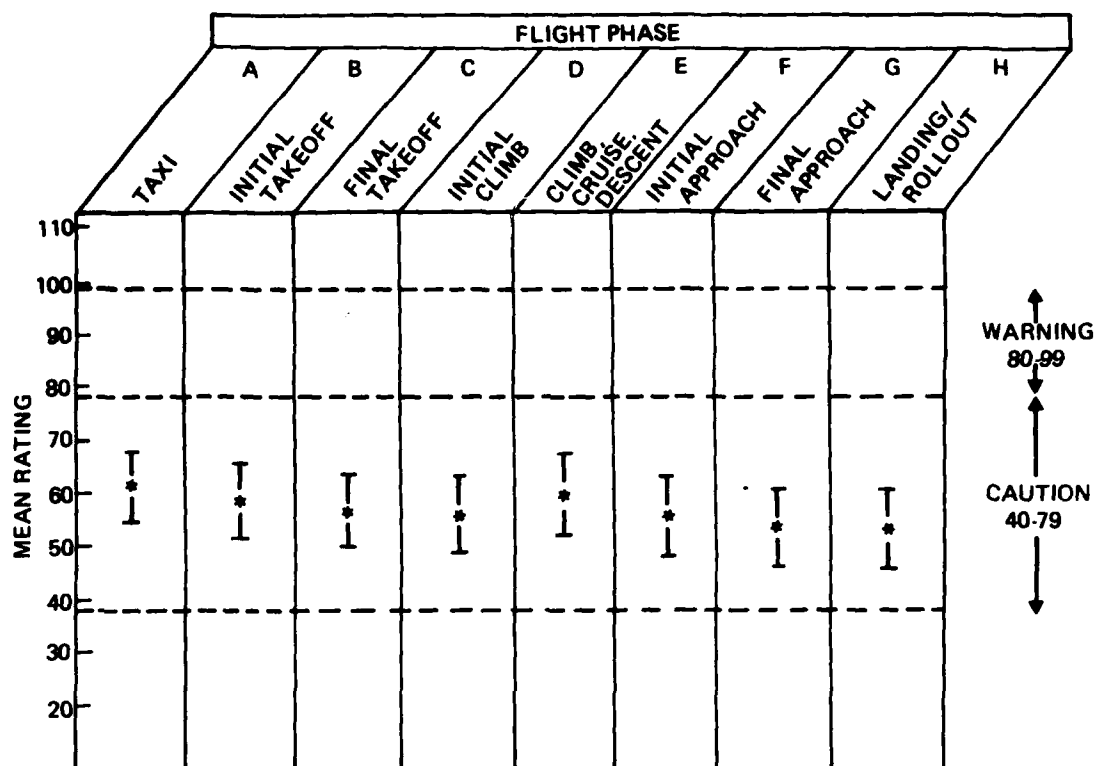 FLIGHT PHASE
A B C D E F G H
TAXI
INITIAL
TAKEOFF
FINAL
TAKEOFF
INITIAL
CLIMB
CLIMB,
CRUISE,
DESCENT
INITIAL
APPROACH
FINAL
APPROACH
LANDING/
ROLLOUT
MEAN RATING
110
100
90
80
70
60
50
40
30
20
WARNING
80-99
CAUTION
40-79